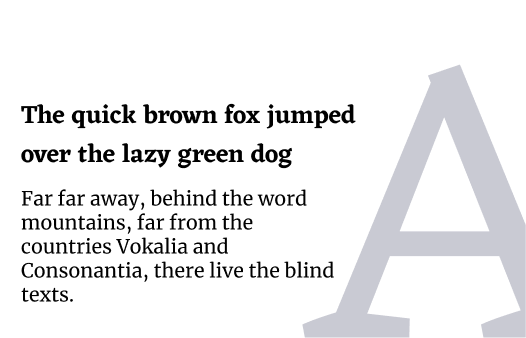 The quick brown fox jumped
over the lazy green dog
Far far away, behind the word
mountains, far from the
countries Vokalia and
Consonantia, there live the blind
texts.
A